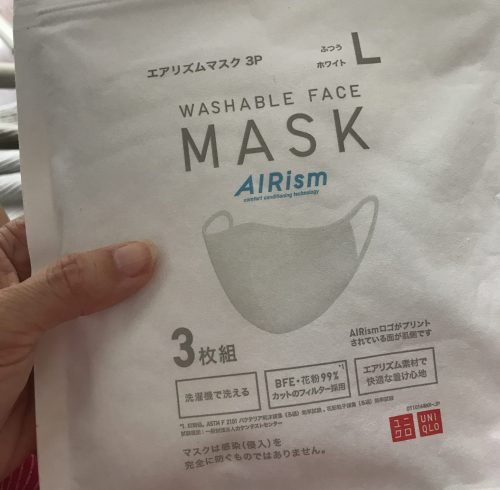 エアリズムマスク 3P
ふつう
ホワイト L
WASHABLE FACE
MASK
AIRism
comfort conditioning technology
AIRismロゴがプリント
されている面が肌側です
3枚組
洗濯機で洗える
BFE・花粉99%*1
カットのフィルター採用
エアリズム素材で
快適な着け心地
マスクは感染(侵入)を
完全に防ぐものではありません。
ユニクロ
UNIQLO